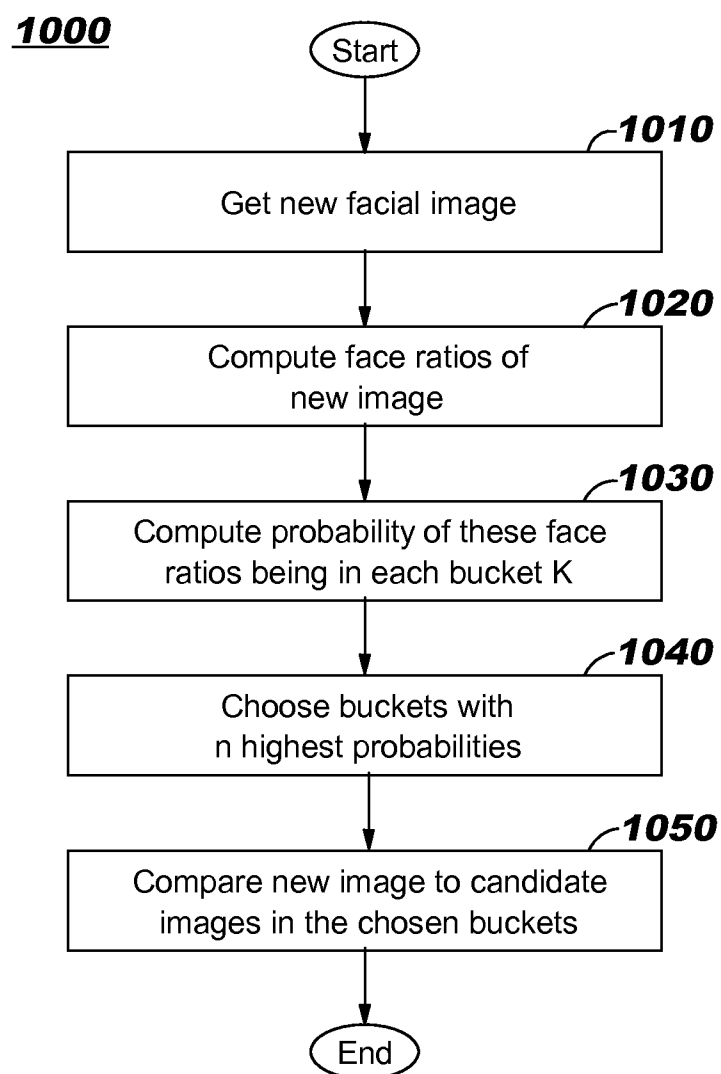 1000
Start
1010
Get new facial image
1020
Compute face ratios of
new image
1030
Compute probability of these face
ratios being in each bucket K
1040
Choose buckets with
n highest probabilities
1050
Compare new image to candidate
images in the chosen buckets
End